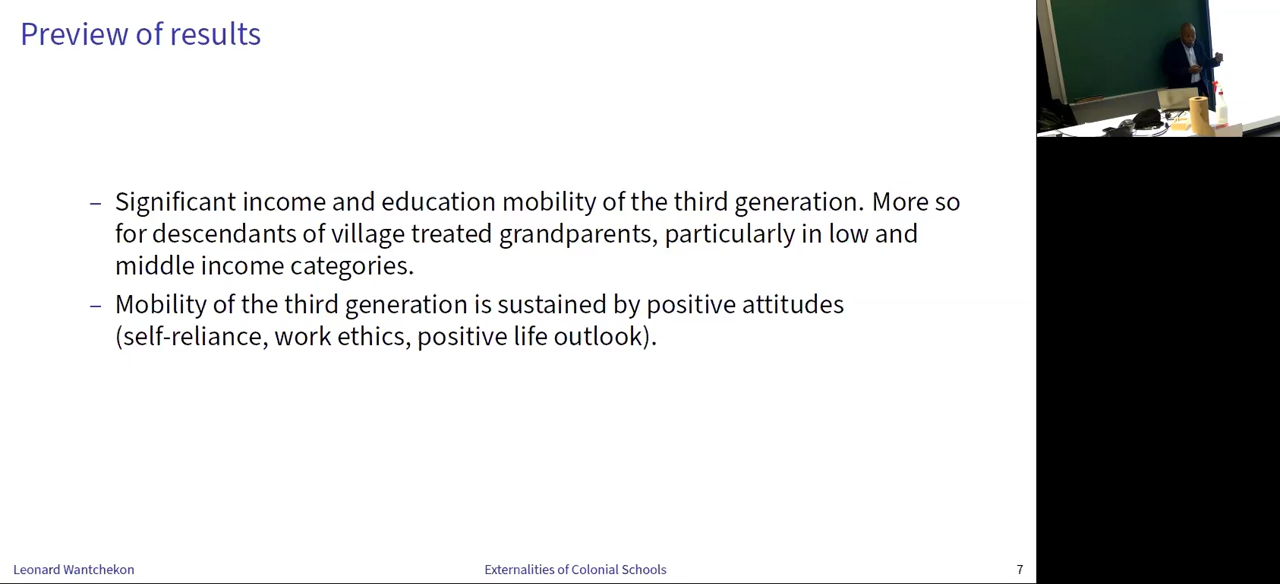 Preview of results
– Significant income and education mobility of the third generation. More so
for descendants of village treated grandparents, particularly in low and
middle income categories.
– Mobility of the third generation is sustained by positive attitudes
(self-reliance, work ethics, positive life outlook).
Leonard Wantchekon
Externalities of Colonial Schools
7